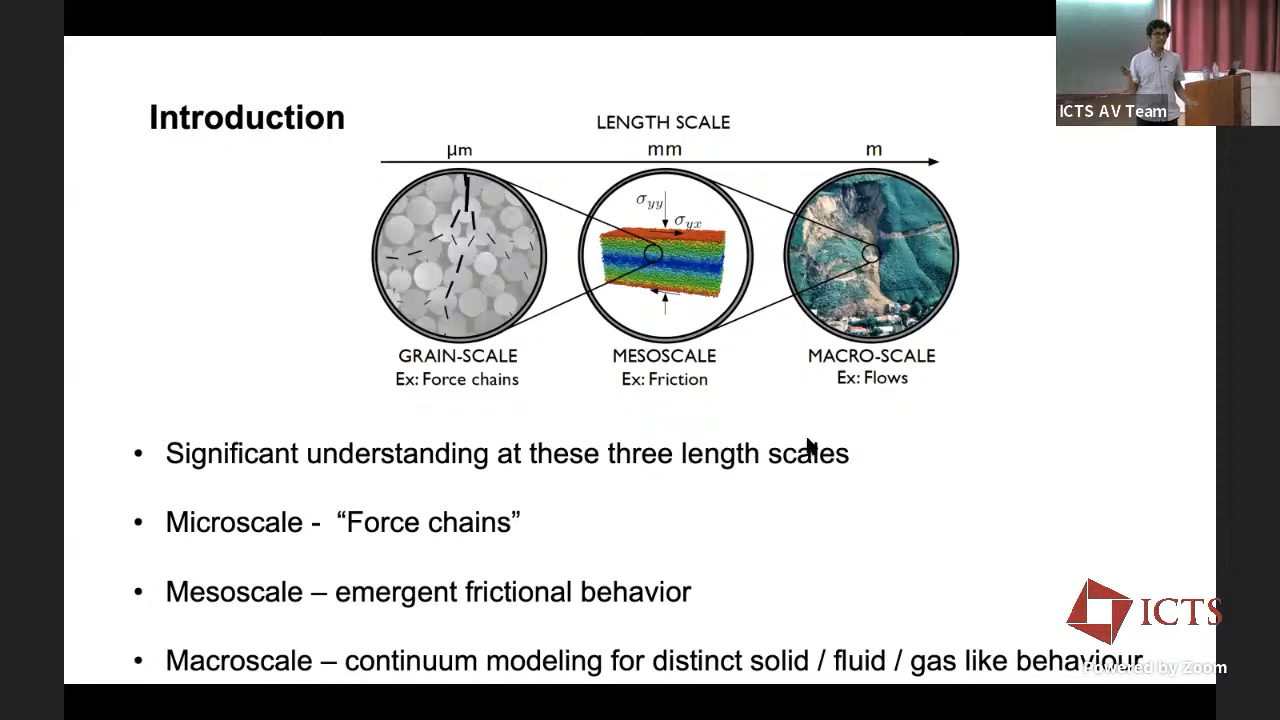 Introduction
LENGTH SCALE
μm mm m
σyy
σyx
GRAIN-SCALE MESOSCALE MACRO-SCALE
Ex: Force chains Ex: Friction Ex: Flows
• Significant understanding at these three length scales
• Microscale - “Force chains”
• Mesoscale – emergent frictional behavior
• Macroscale – continuum modeling for distinct solid / fluid / gas like behaviour
ICTS AV Team
ICTS
Powered by Zoom